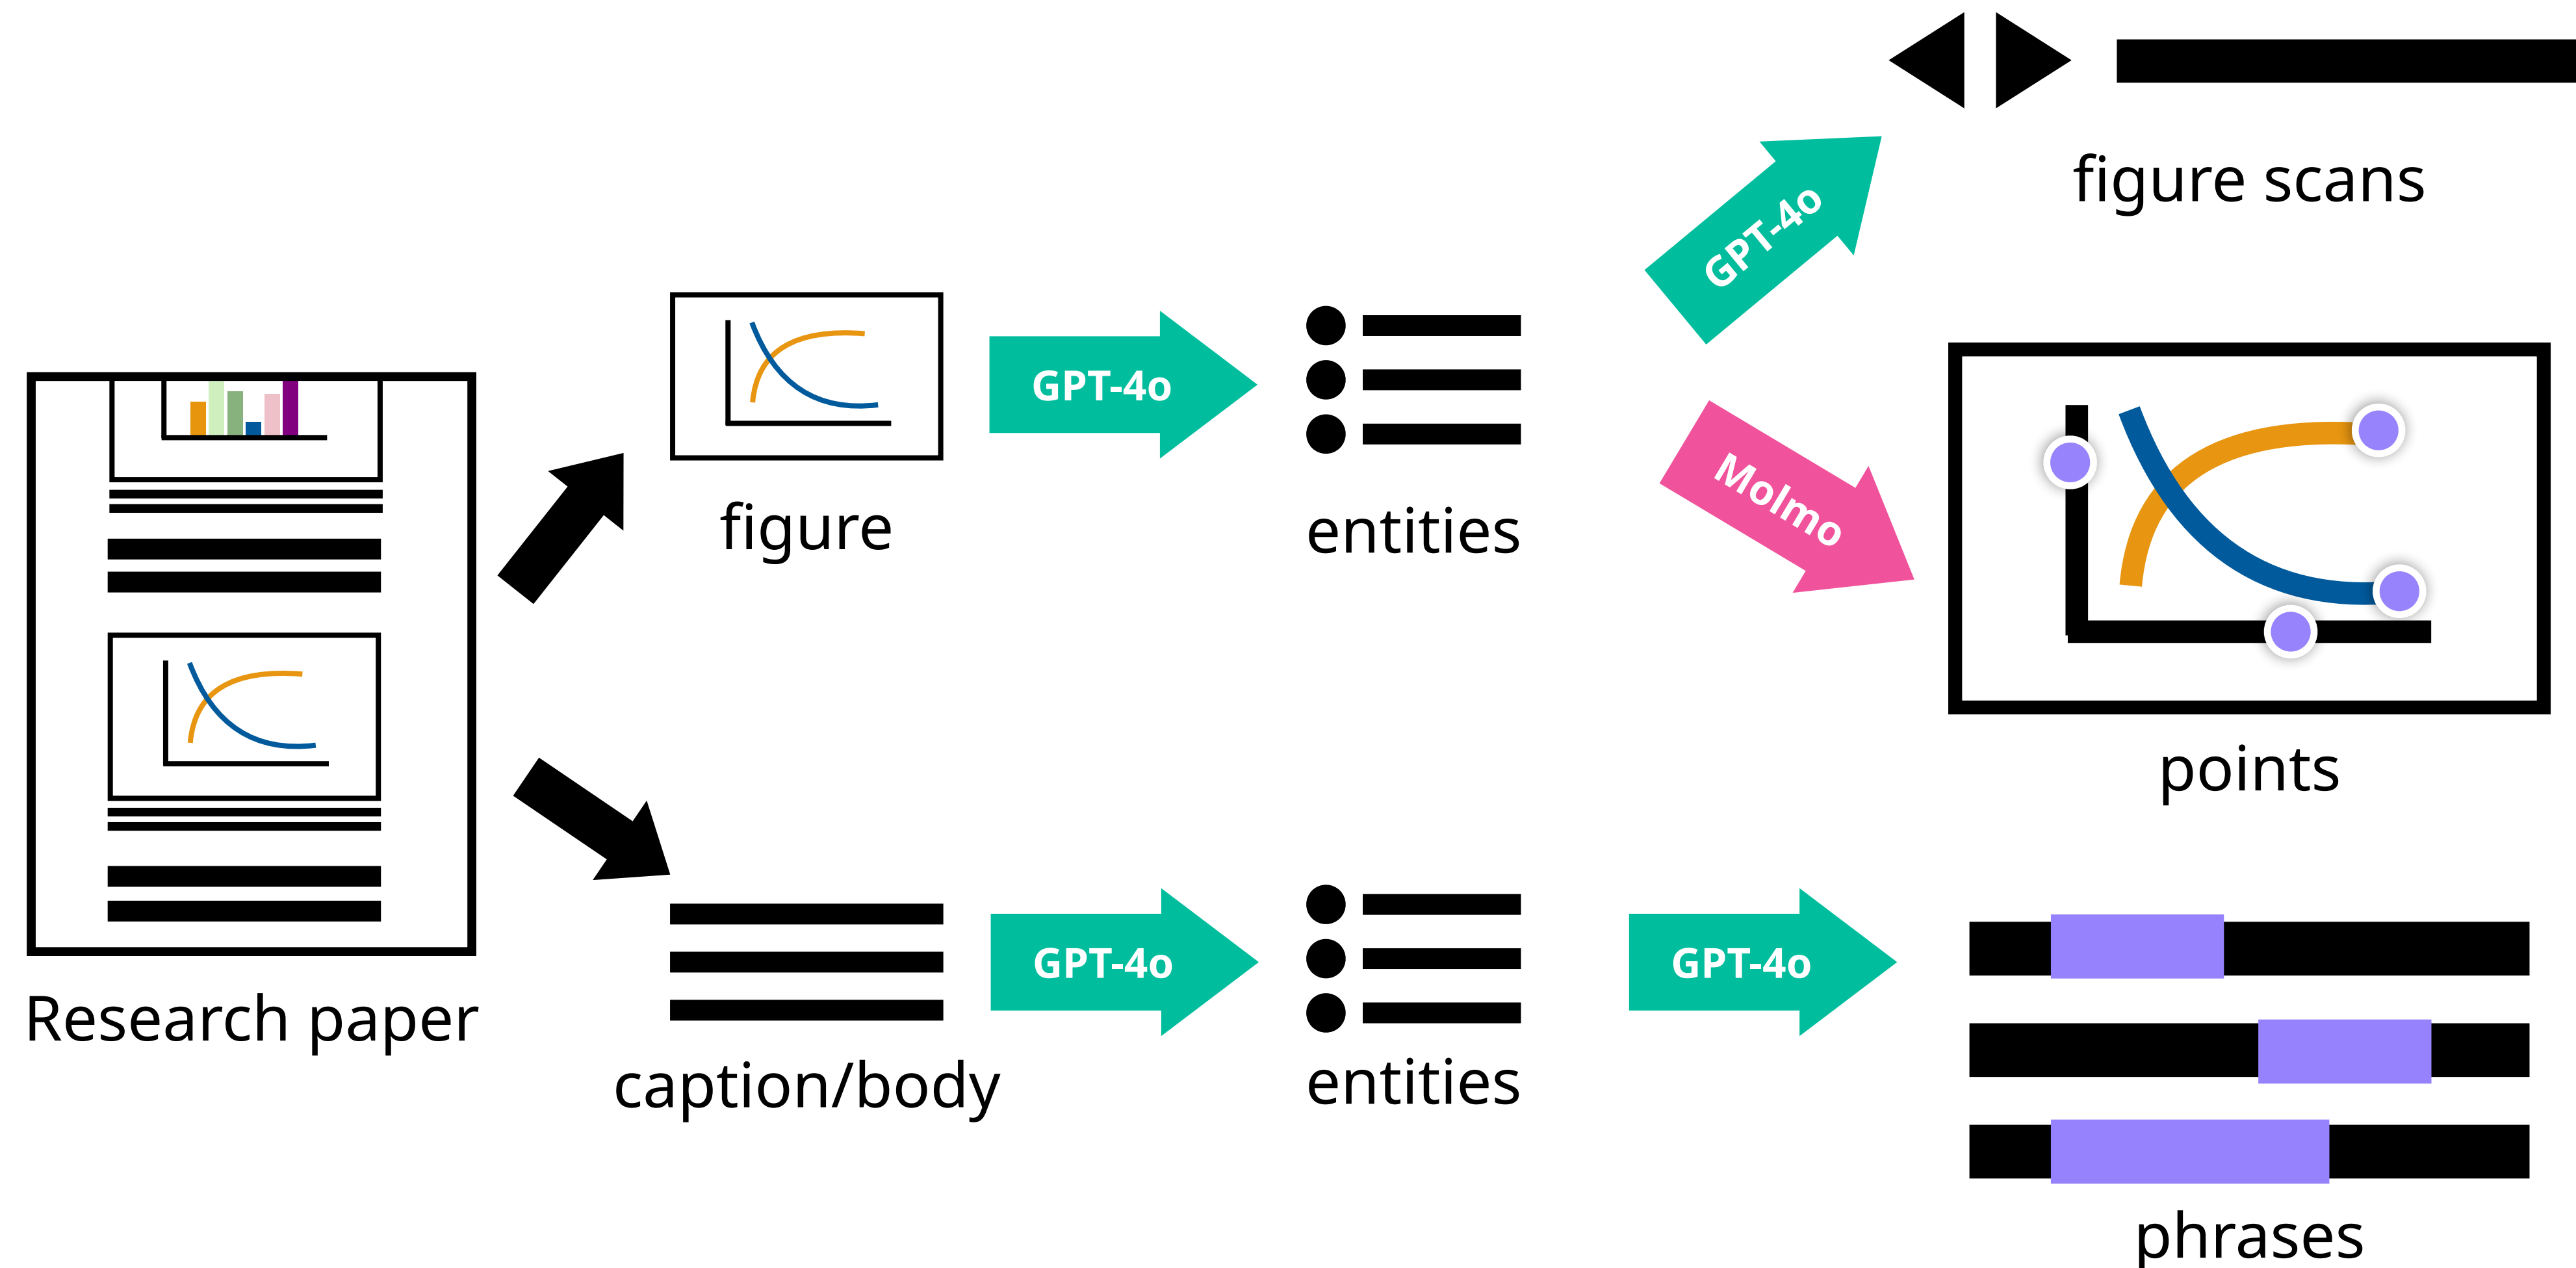 figure scans
GPT-4o
figure
GPT-4o
entities
Molmo
points
Research paper
caption/body
GPT-4o
entities
GPT-4o
phrases